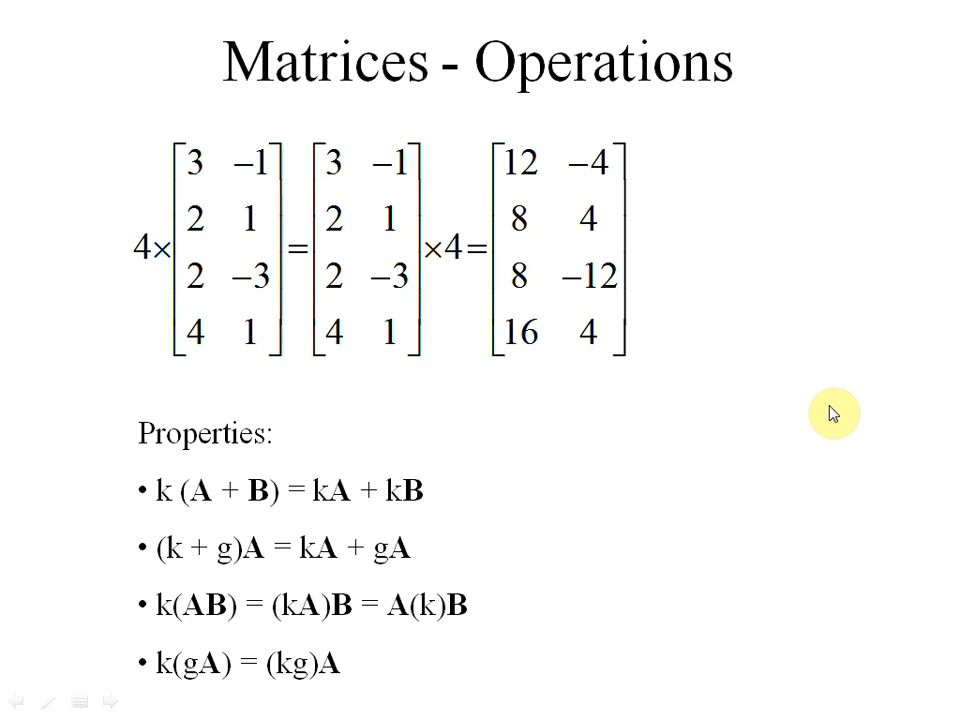 Matrices - Operations
4× [3 −1; 2 1; 2 −3; 4 1] = [3 −1; 2 1; 2 −3; 4 1] ×4 = [12 −4; 8 4; 8 −12; 16 4]
Properties:
• k (A + B) = kA + kB
• (k + g)A = kA + gA
• k(AB) = (kA)B = A(k)B
• k(gA) = (kg)A